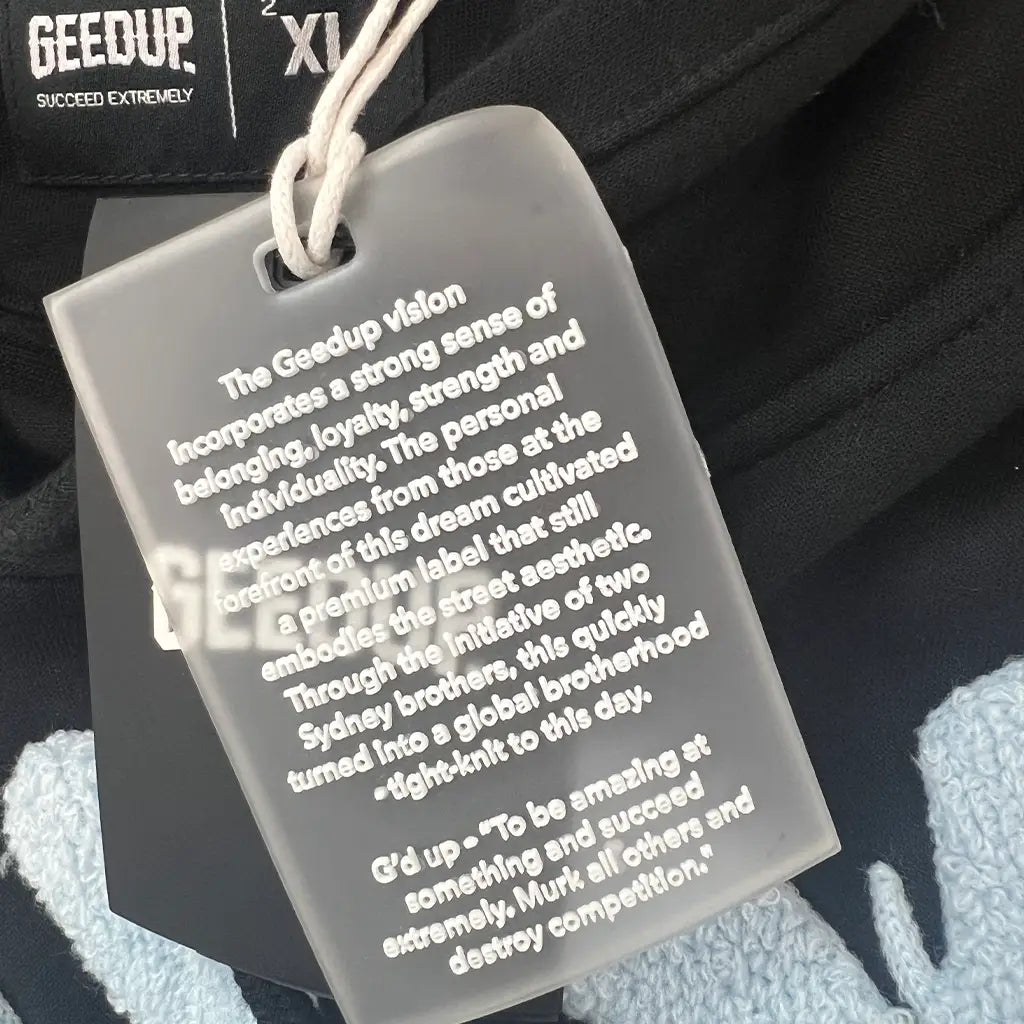 GEEDUP.
SUCCEED EXTREMELY
2
XL
The Geedup vision
incorporates a strong sense of
belonging, loyalty, strength and
individuality. The personal
experiences from those at the
forefront of this dream cultivated
a premium label that still
embodies the street aesthetic.
Through the initiative of two
Sydney brothers, this quickly
turned into a global brotherhood
-tight-knit to this day.
G'd up - "To be amazing at
something and succeed
extremely. Murk all others and
destroy competition."
GEEDUP.